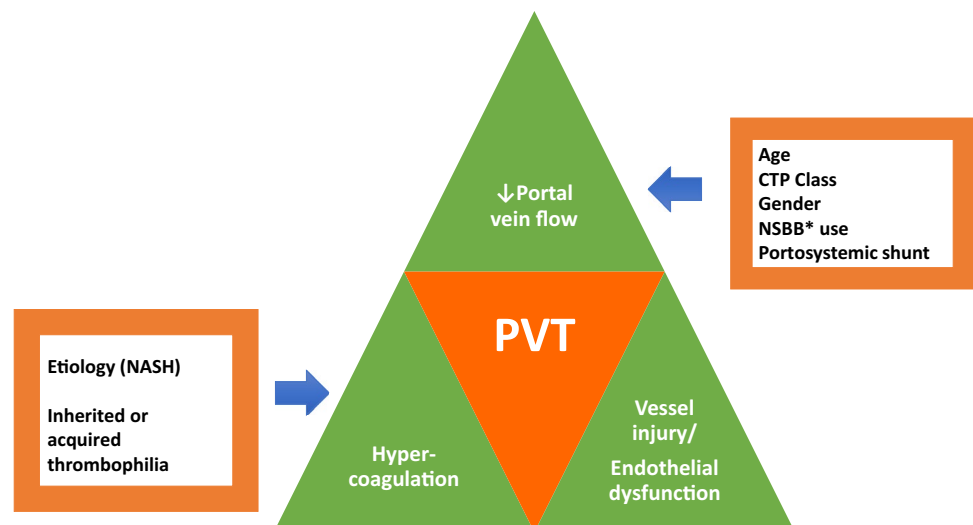 ↓Portal
vein flow
Age
CTP Class
Gender
NSBB* use
Portosystemic shunt
PVT
Etiology (NASH)
Inherited or
acquired
thrombophilia
Hyper-
coagulation
Vessel
injury/
Endothelial
dysfunction